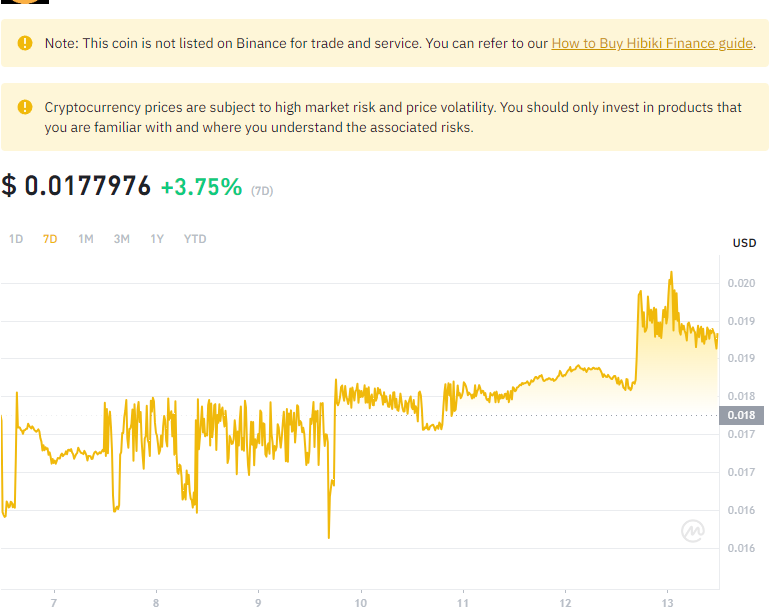 Note: This coin is not listed on Binance for trade and service. You can refer to our How to Buy Hibiki Finance guide.
Cryptocurrency prices are subject to high market risk and price volatility. You should only invest in products that
you are familiar with and where you understand the associated risks.
$ 0.0177976 +3.75% (7D)
1D 7D 1M 3M 1Y YTD
USD
0.020
0.019
0.019
0.018
0.018
0.017
0.017
0.016
0.016
7 8 9 10 11 12 13